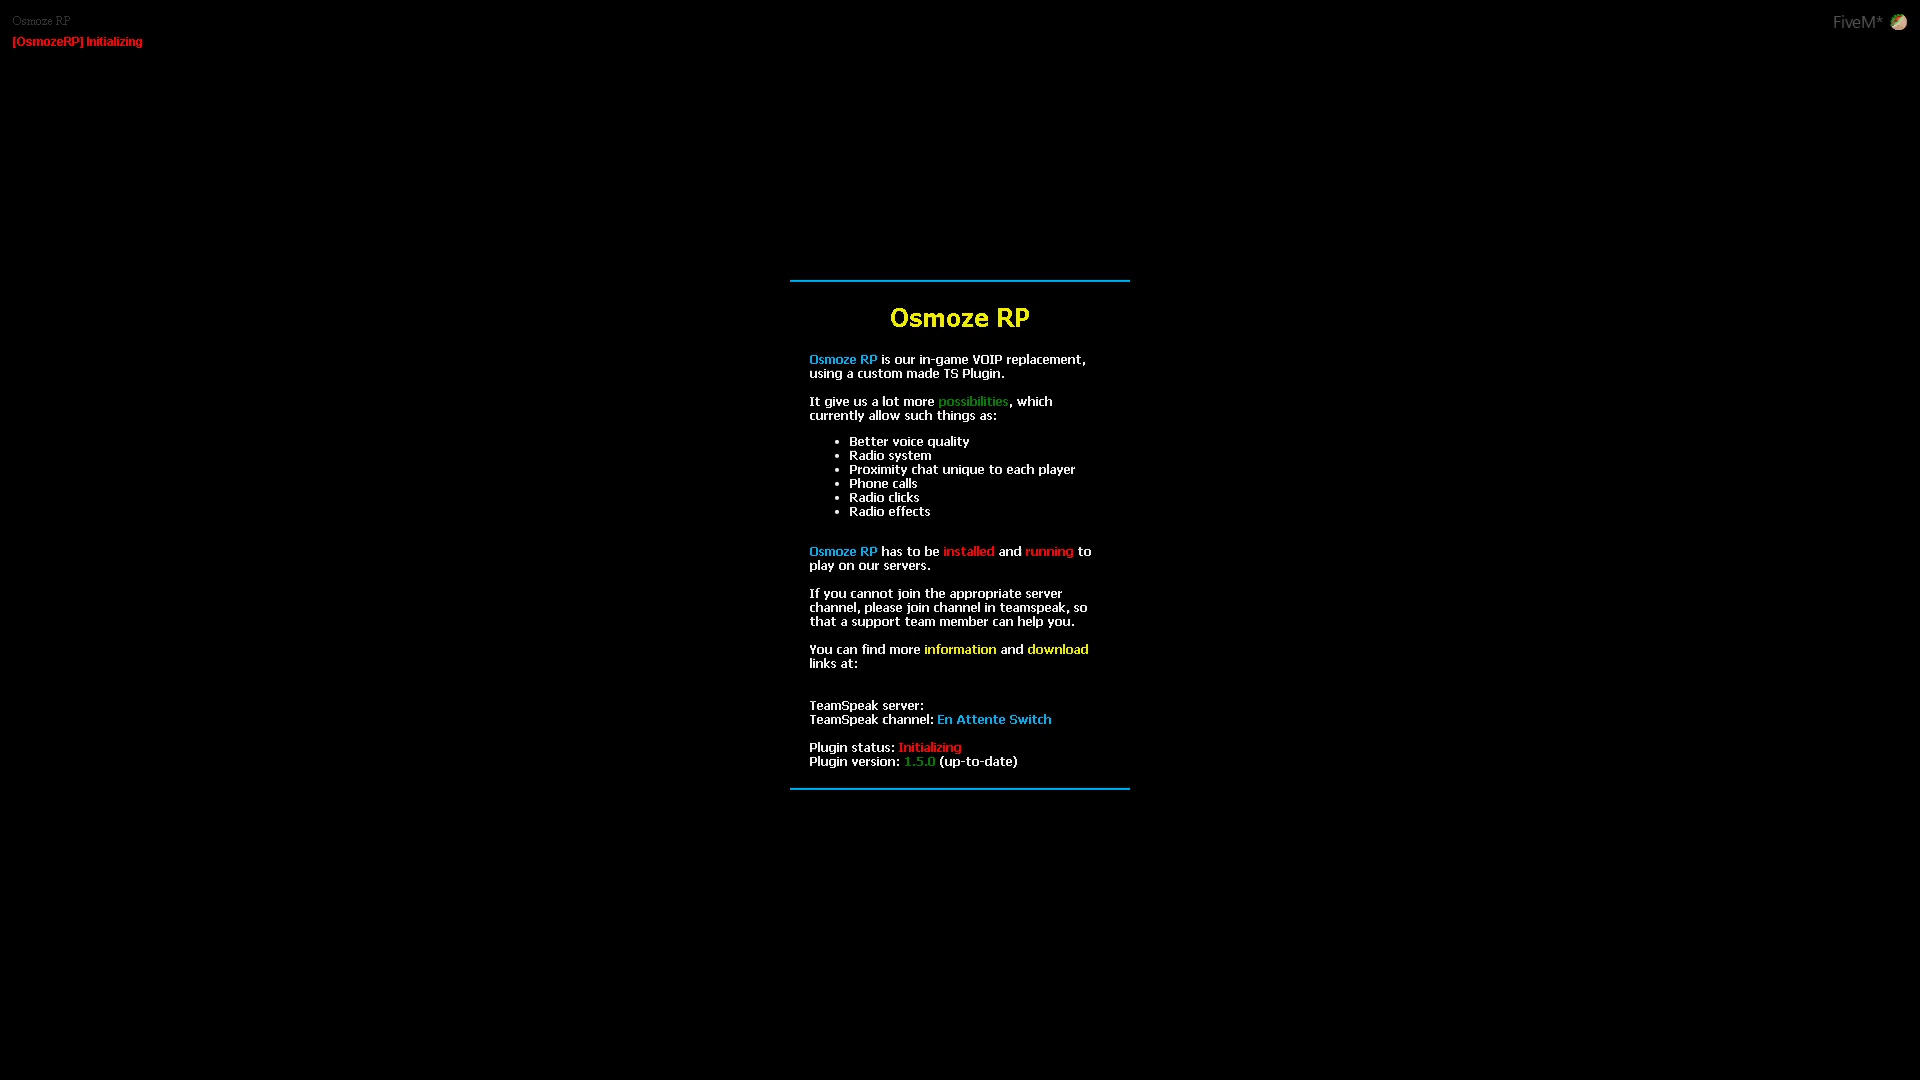 Osmoze RP
FiveM*
[OsmozeRP] Initializing
Osmoze RP
Osmoze RP is our in-game VOIP replacement,
using a custom made TS Plugin.
It give us a lot more possibilities, which
currently allow such things as:
• Better voice quality
• Radio system
• Proximity chat unique to each player
• Phone calls
• Radio clicks
• Radio effects
Osmoze RP has to be installed and running to
play on our servers.
If you cannot join the appropriate server
channel, please join channel in teamspeak, so
that a support team member can help you.
You can find more information and download
links at:
TeamSpeak server:
TeamSpeak channel: En Attente Switch
Plugin status: Initializing
Plugin version: 1.5.0 (up-to-date)